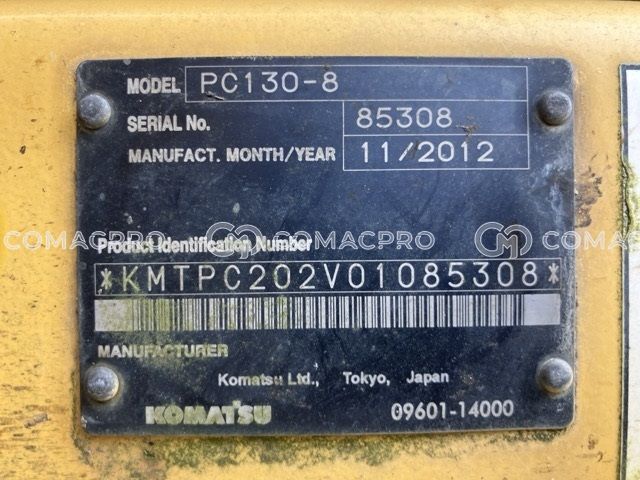 MODEL PC130-8
SERIAL No. 85308
MANUFACT. MONTH/YEAR 11/2012
COMACPRO COMACPRO COMACPRO
Product Identification Number
*KMTPC202V01085308*
MANUFACTURER
Komatsu Ltd., Tokyo, Japan
KOMATSU 09601-14000